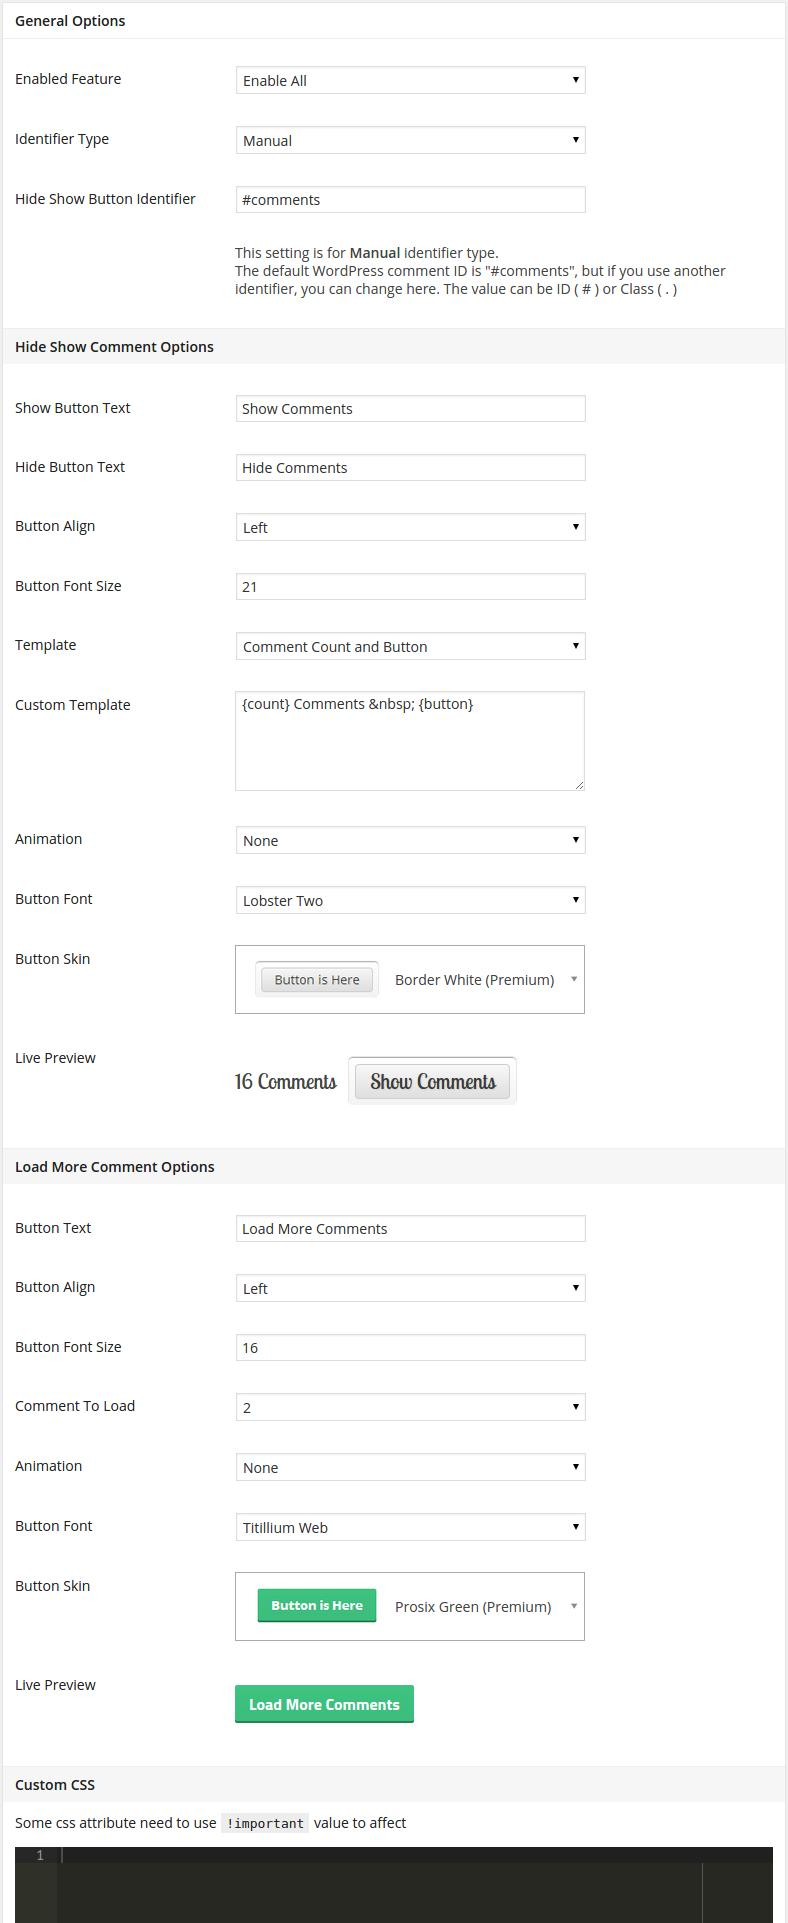 General Options
Enabled Feature
Enable All
Identifier Type
Manual
Hide Show Button Identifier
#comments
This setting is for Manual identifier type.
The default WordPress comment ID is "#comments", but if you use another
identifier, you can change here. The value can be ID ( # ) or Class ( . )
Hide Show Comment Options
Show Button Text
Show Comments
Hide Button Text
Hide Comments
Button Align
Left
Button Font Size
21
Template
Comment Count and Button
Custom Template
{count} Comments &nbsp; {button}
Animation
None
Button Font
Lobster Two
Button Skin
Button is Here
Border White (Premium)
Live Preview
16 Comments
Show Comments
Load More Comment Options
Button Text
Load More Comments
Button Align
Left
Button Font Size
16
Comment To Load
2
Animation
None
Button Font
Titillium Web
Button Skin
Button is Here
Prosix Green (Premium)
Live Preview
Load More Comments
Custom CSS
Some css attribute need to use !important value to affect
1